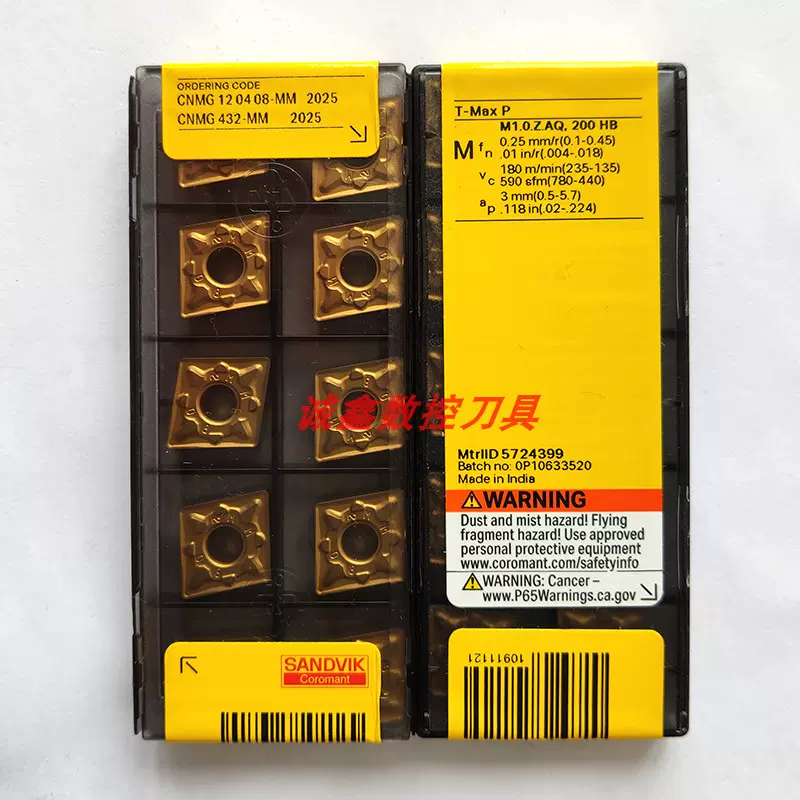 ORDERING CODE
CNMG 12 04 08-MM 2025
CNMG 432-MM 2025
SANDVIK
Coromant
T-Max P
M1.0.Z.AQ, 200 HB
M fn 0.25 mm/r(0.1-0.45)
.01 in/r(.004-.018)
vc 180 m/min(235-135)
590 sfm(780-440)
ap 3 mm(0.5-5.7)
.118 in(.02-.224)
诚鑫数控刀具
MtrlID 5724399
Batch no: 0P10633520
Made in India
WARNING
Dust and mist hazard! Flying
fragment hazard! Use approved
personal protective equipment
www.coromant.com/safetyinfo
WARNING: Cancer –
www.P65Warnings.ca.gov
10911121